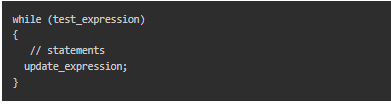 while (test_expression)
{
   // statements
  update_expression;
}